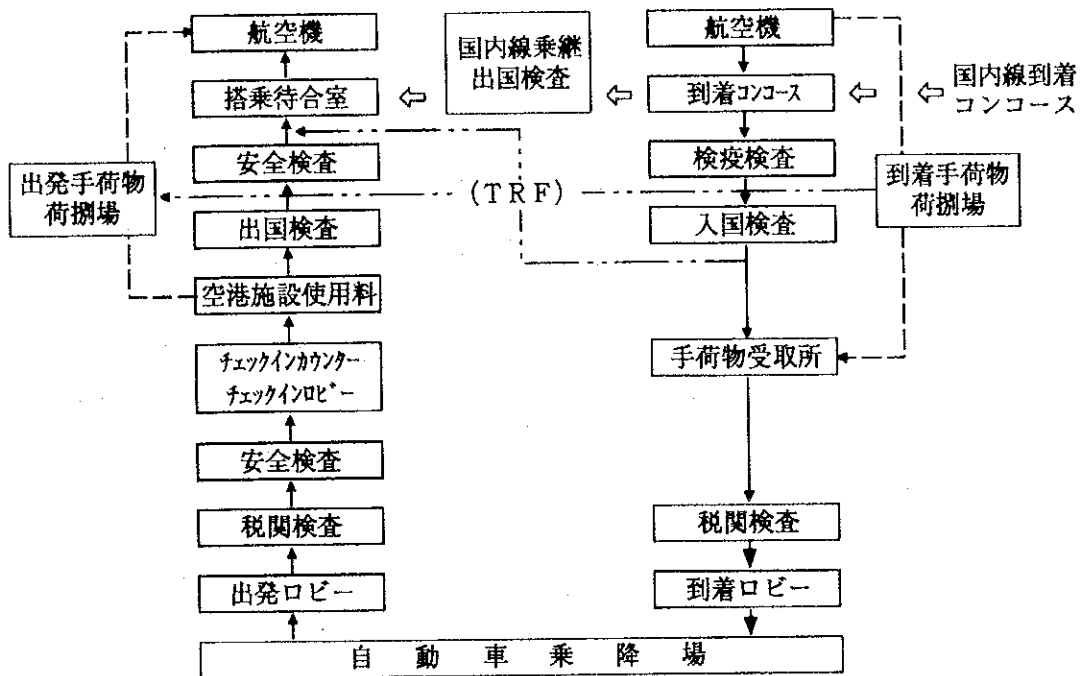 航空機
国内線乗継
出国検査
航空機
搭乗待合室
到着コンコース
国内線到着
コンコース
安全検査
検疫検査
出発手荷物
荷捌場
(TRF)
到着手荷物
荷捌場
出国検査
入国検査
空港施設使用料
チェックインカウンター
チェックインロビー
手荷物受取所
安全検査
税関検査
税関検査
出発ロビー
到着ロビー
自動車乗降場